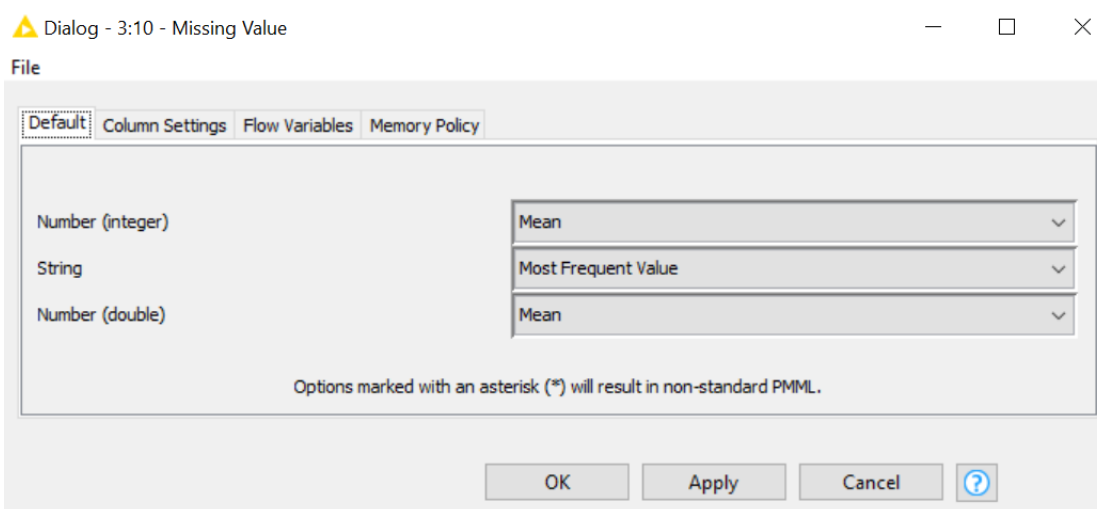 Dialog - 3:10 - Missing Value
File
Default Column Settings Flow Variables Memory Policy
Number (integer) Mean
String Most Frequent Value
Number (double) Mean
Options marked with an asterisk (*) will result in non-standard PMML.
OK Apply Cancel ?